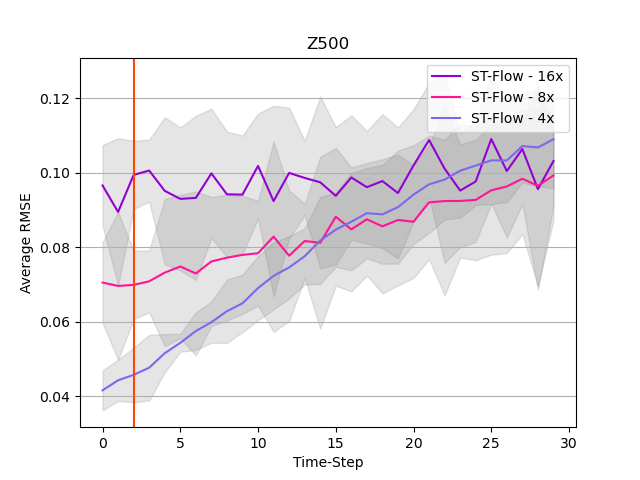 Z500
ST-Flow - 16x
ST-Flow - 8x
ST-Flow - 4x
0.12
0.10
0.08
0.06
0.04
Average RMSE
0 5 10 15 20 25 30
Time-Step